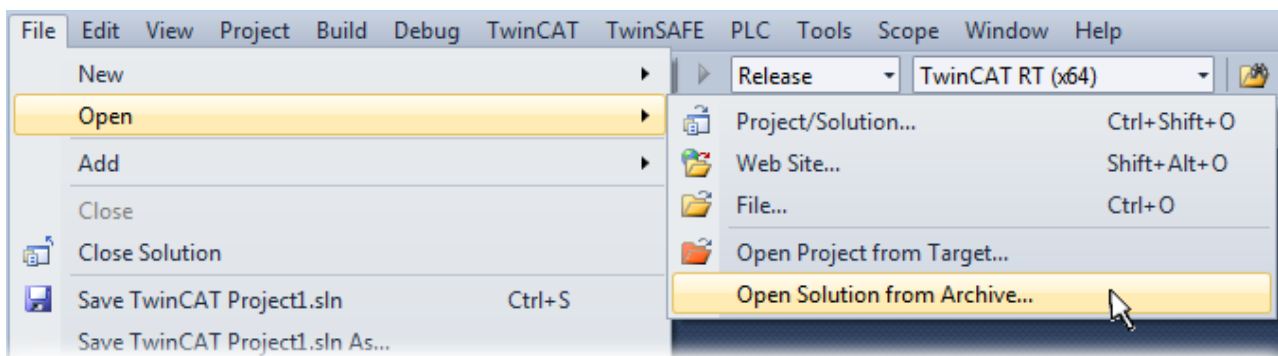 File Edit View Project Build Debug TwinCAT TwinSAFE PLC Tools Scope Window Help
New
Release TwinCAT RT (x64)
Open
Project/Solution... Ctrl+Shift+O
Add
Web Site... Shift+Alt+O
Close
File... Ctrl+O
Close Solution
Open Project from Target...
Save TwinCAT Project1.sln Ctrl+S
Open Solution from Archive...
Save TwinCAT Project1.sln As...